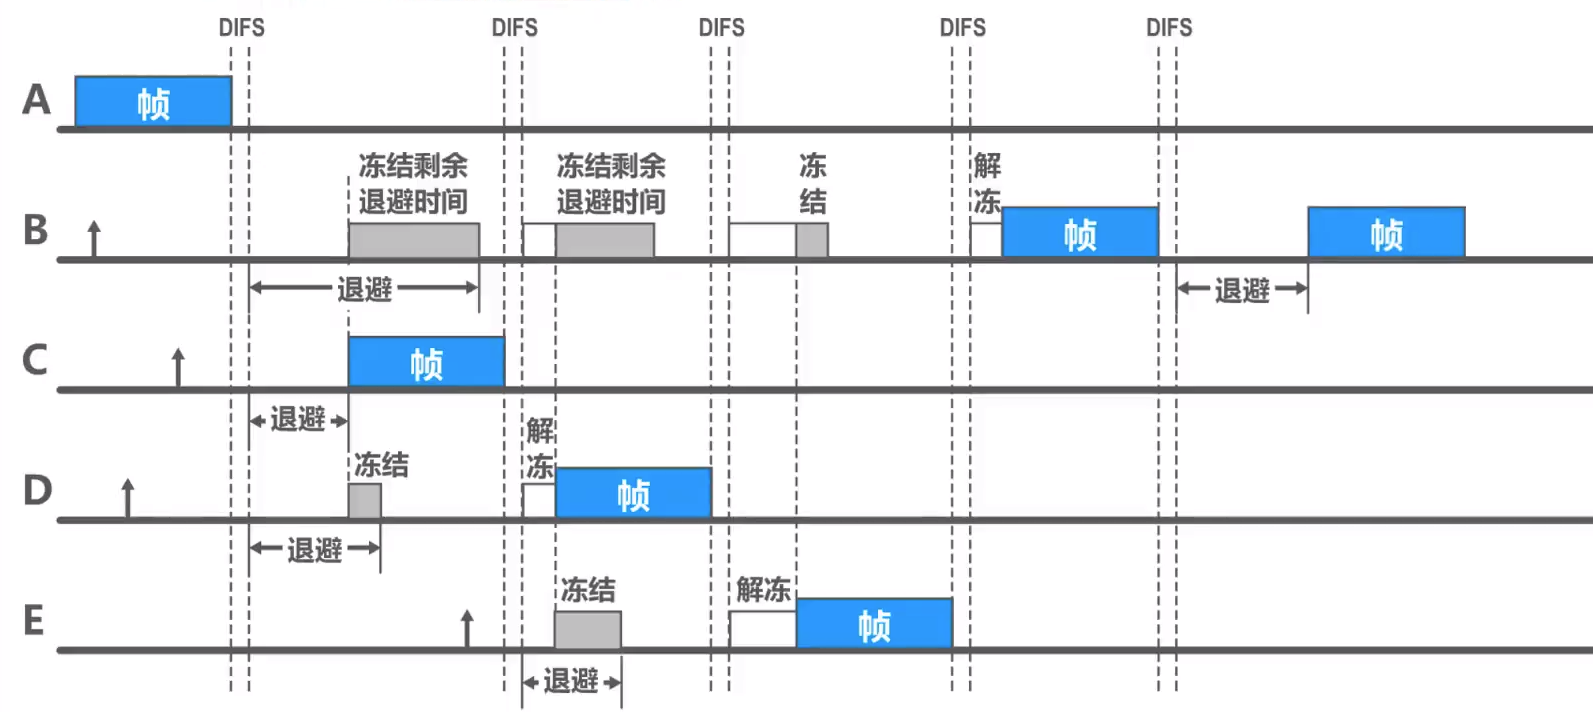 DIFS DIFS DIFS DIFS DIFS
A 帧
冻结剩余 冻结剩余 冻 解
退避时间 退避时间 结 冻
B 帧 帧
退避 退避
C 帧
退避 解
冻结 冻
D 帧
退避
冻结 解冻
E 帧
退避